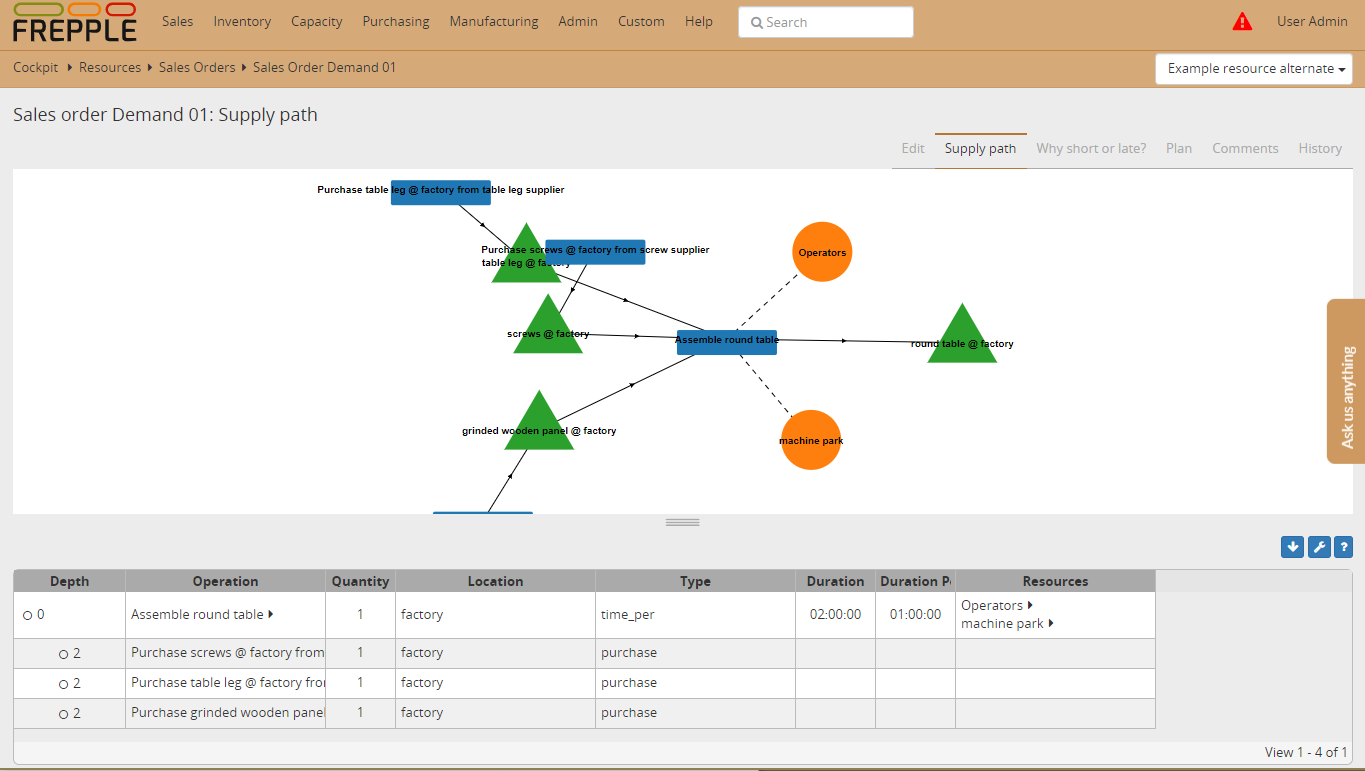 FREPPLE
Sales Inventory Capacity Purchasing Manufacturing Admin Custom Help Search User Admin
Cockpit Resources Sales Orders Sales Order Demand 01 Example resource alternate
Sales order Demand 01: Supply path
Edit Supply path Why short or late? Plan Comments History
Purchase table leg @ factory from table leg supplier
Purchase screws @ factory from screw supplier
table leg @ factory
Operators
screws @ factory
Assemble round table
round table @ factory
grinded wooden panel @ factory
machine park
Ask us anything
?
Depth Operation Quantity Location Type Duration Duration P Resources
0 Assemble round table 1 factory time_per 02:00:00 01:00:00 Operators
machine park
2 Purchase screws @ factory from 1 factory purchase
2 Purchase table leg @ factory fro 1 factory purchase
2 Purchase grinded wooden panel 1 factory purchase
View 1 - 4 of 1